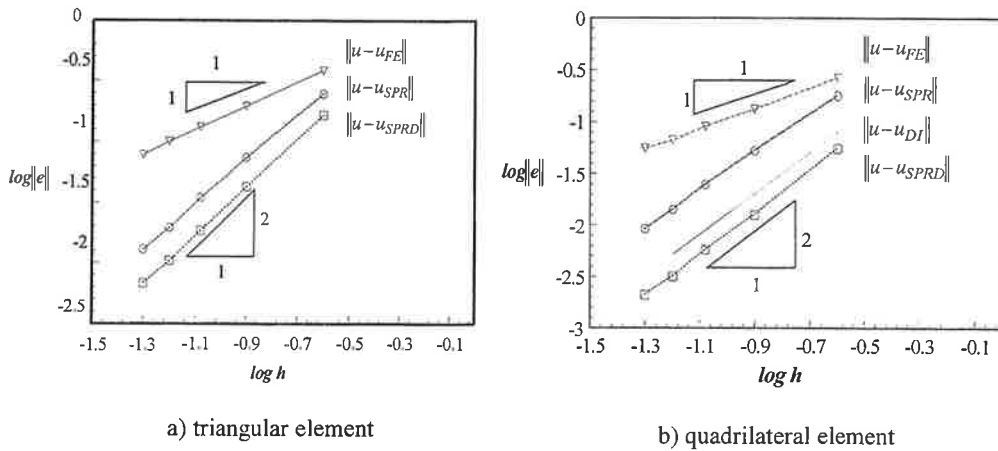 0
-0.5
-1
-1.5
-2
-2.5
log‖e‖
-1.5 -1.3 -1.1 -0.9 -0.7 -0.5 -0.3 -0.1
log h
1
1
2
1
‖u−u_FE‖
‖u−u_SPR‖
‖u−u_SPRD‖
a) triangular element
0
-0.5
-1
-1.5
-2
-2.5
-3
log‖e‖
-1.5 -1.3 -1.1 -0.9 -0.7 -0.5 -0.3 -0.1
log h
1
1
2
1
‖u−u_FE‖
‖u−u_SPR‖
‖u−u_DI‖
‖u−u_SPRD‖
b) quadrilateral element